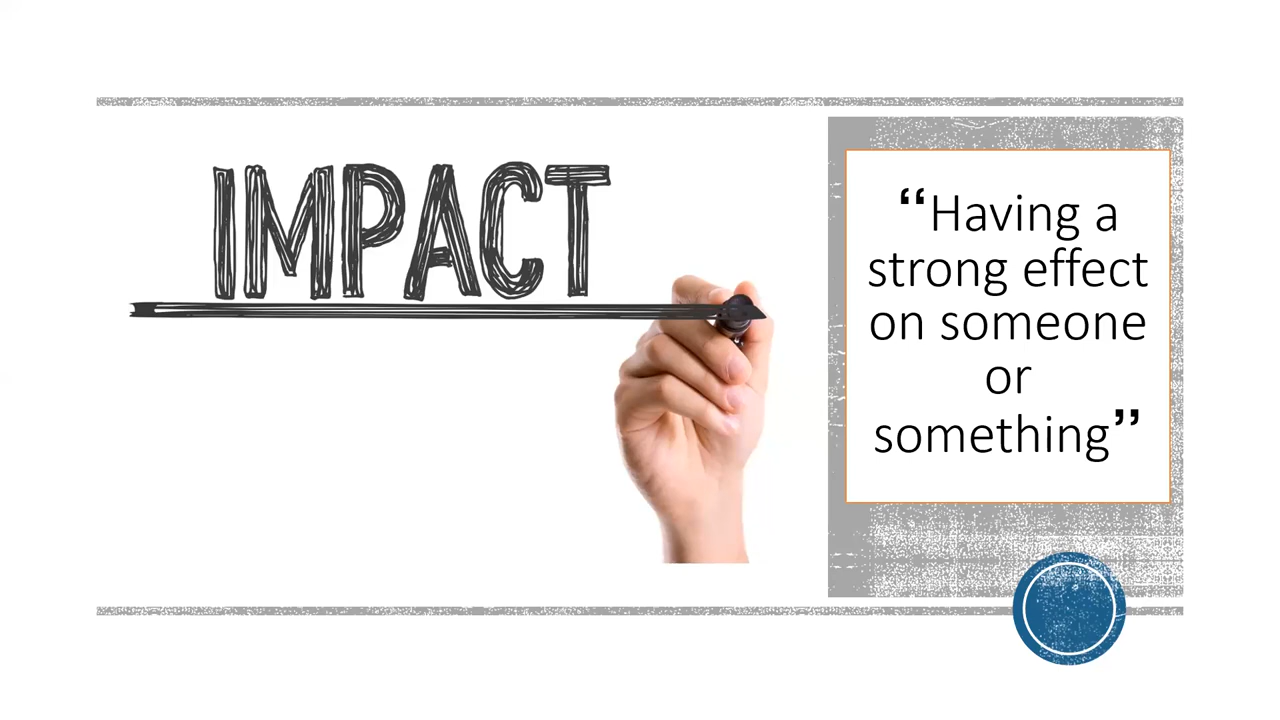 IMPACT
“Having a
strong effect
on someone
or
something”